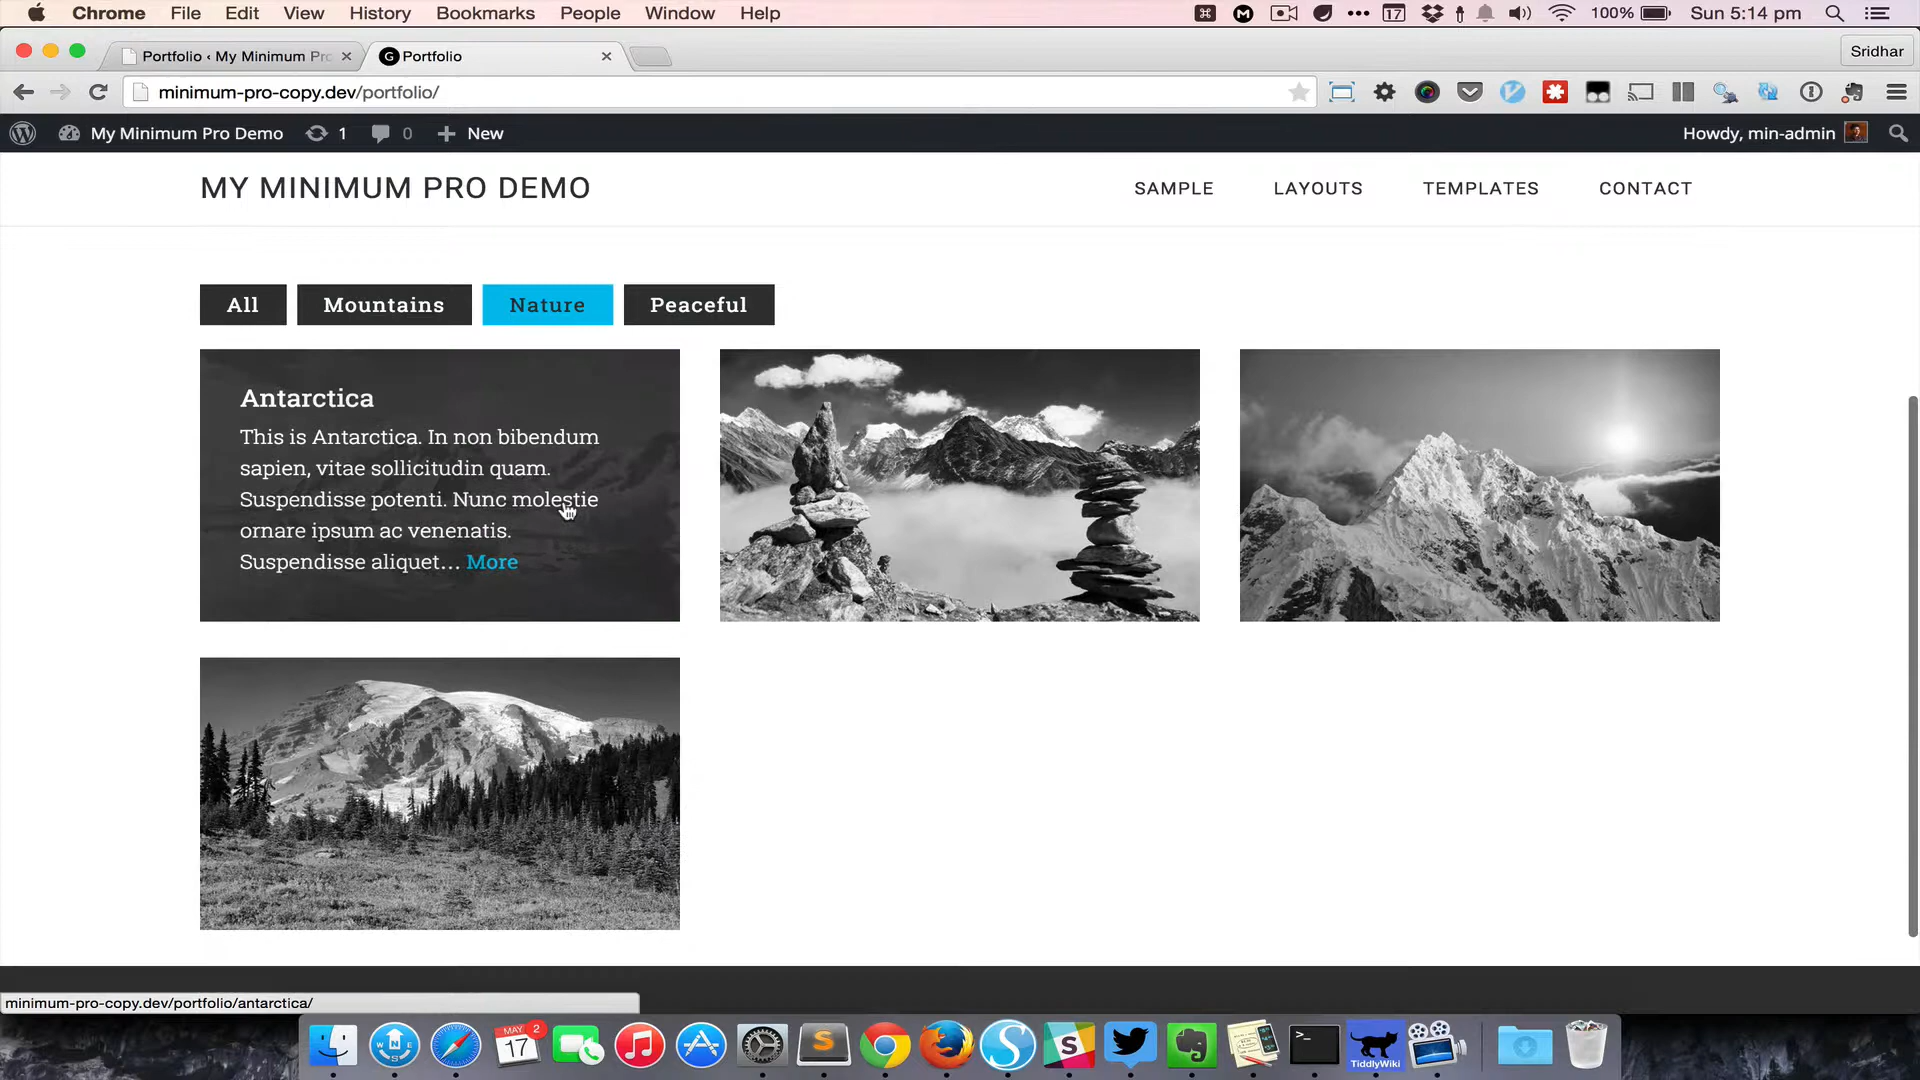 Chrome File Edit View History Bookmarks People Window Help 17 100% Sun 5:14 pm
Portfolio ‹ My Minimum Pro Portfolio Sridhar
minimum-pro-copy.dev/portfolio/
My Minimum Pro Demo 1 0 New Howdy, min-admin
MY MINIMUM PRO DEMO SAMPLE LAYOUTS TEMPLATES CONTACT
All Mountains Nature Peaceful
Antarctica
This is Antarctica. In non bibendum
sapien, vitae sollicitudin quam.
Suspendisse potenti. Nunc molestie
ornare ipsum ac venenatis.
Suspendisse aliquet... More
minimum-pro-copy.dev/portfolio/antarctica/
MAY 2
17
TiddlyWiki